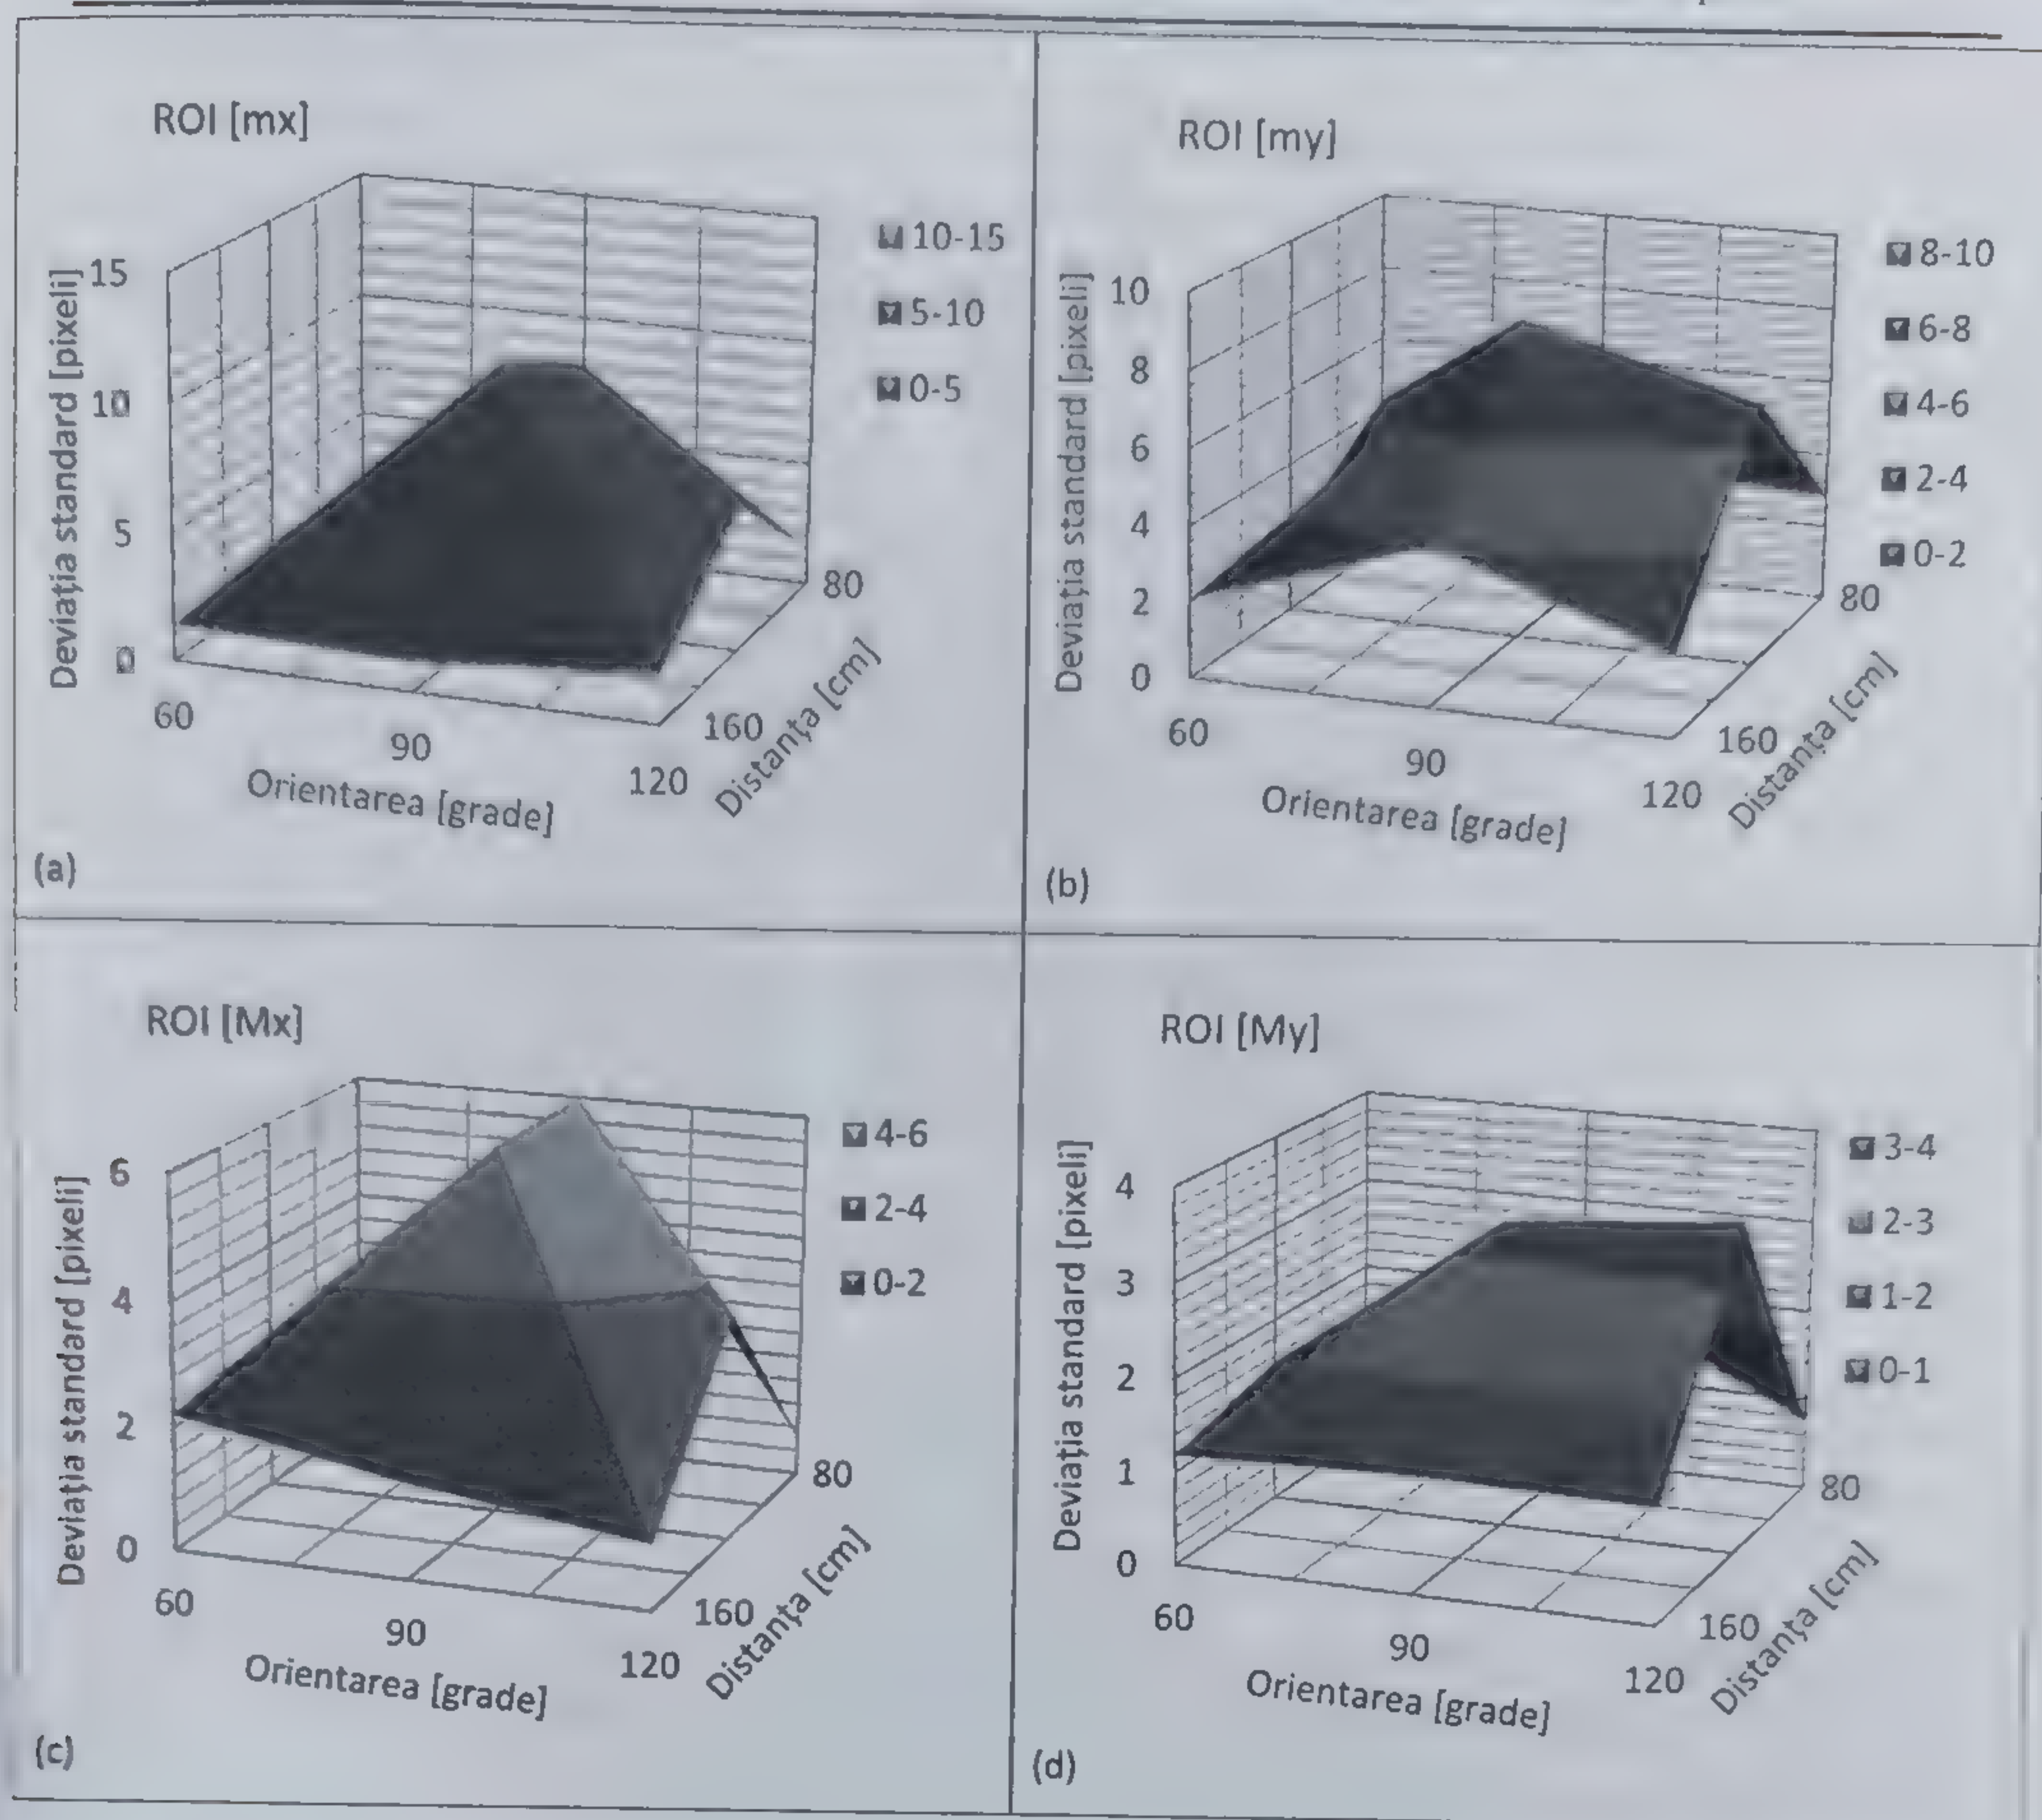 ROI [mx]
Deviația standard [pixeli]
15
10
5
0
60
90
120
Orientarea [grade]
160
80
Distanța [cm]
10-15
5-10
0-5
(a)
ROI [my]
Deviația standard [pixeli]
10
8
6
4
2
0
60
90
120
Orientarea [grade]
160
80
Distanța [cm]
8-10
6-8
4-6
2-4
0-2
(b)
ROI [Mx]
Deviația standard [pixeli]
6
4
2
0
60
90
120
Orientarea [grade]
160
80
Distanța [cm]
4-6
2-4
0-2
(c)
ROI [My]
Deviația standard [pixeli]
4
3
2
1
0
60
90
120
Orientarea [grade]
160
80
Distanța [cm]
3-4
2-3
1-2
0-1
(d)